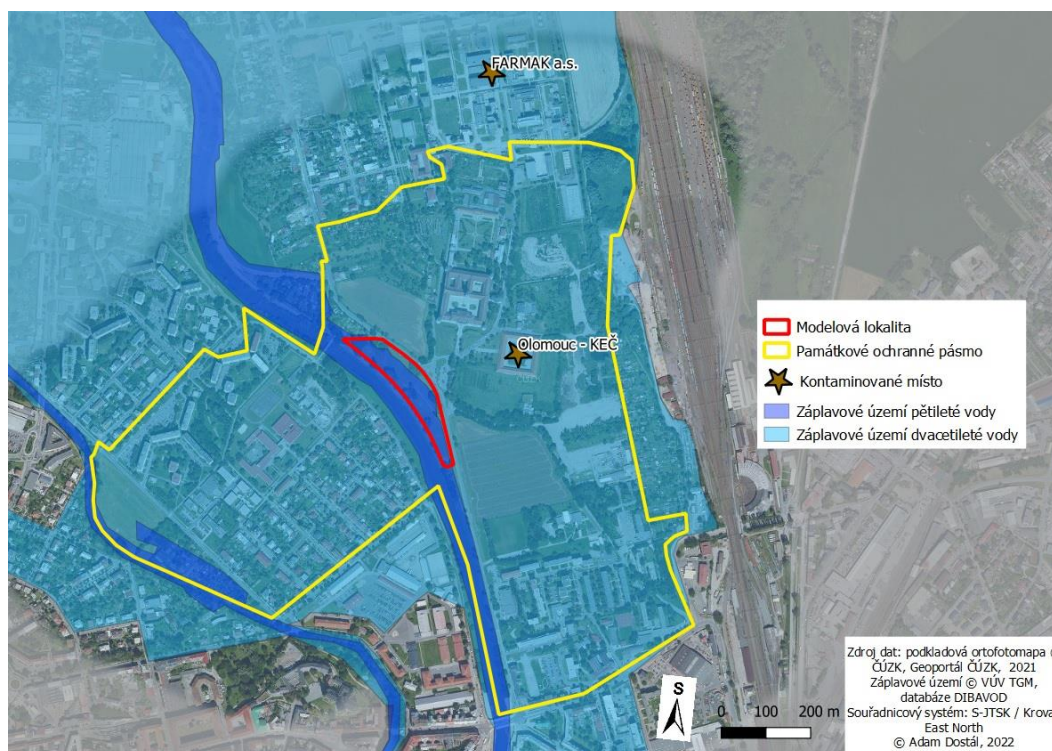 FARMAK a.s.
Olomouc - KEČ
Modelová lokalita
Památkové ochranné pásmo
Kontaminované místo
Záplavové území pětileté vody
Záplavové území dvacetileté vody
S
0 100 200 m
Zdroj dat: podkladová ortofotomapa ©
ČÚZK, Geoportál ČÚZK, 2021
Záplavové území © VÚV TGM,
databáze DIBAVOD
Souřadnicový systém: S-JTSK / Krova
East North
© Adam Dostál, 2022